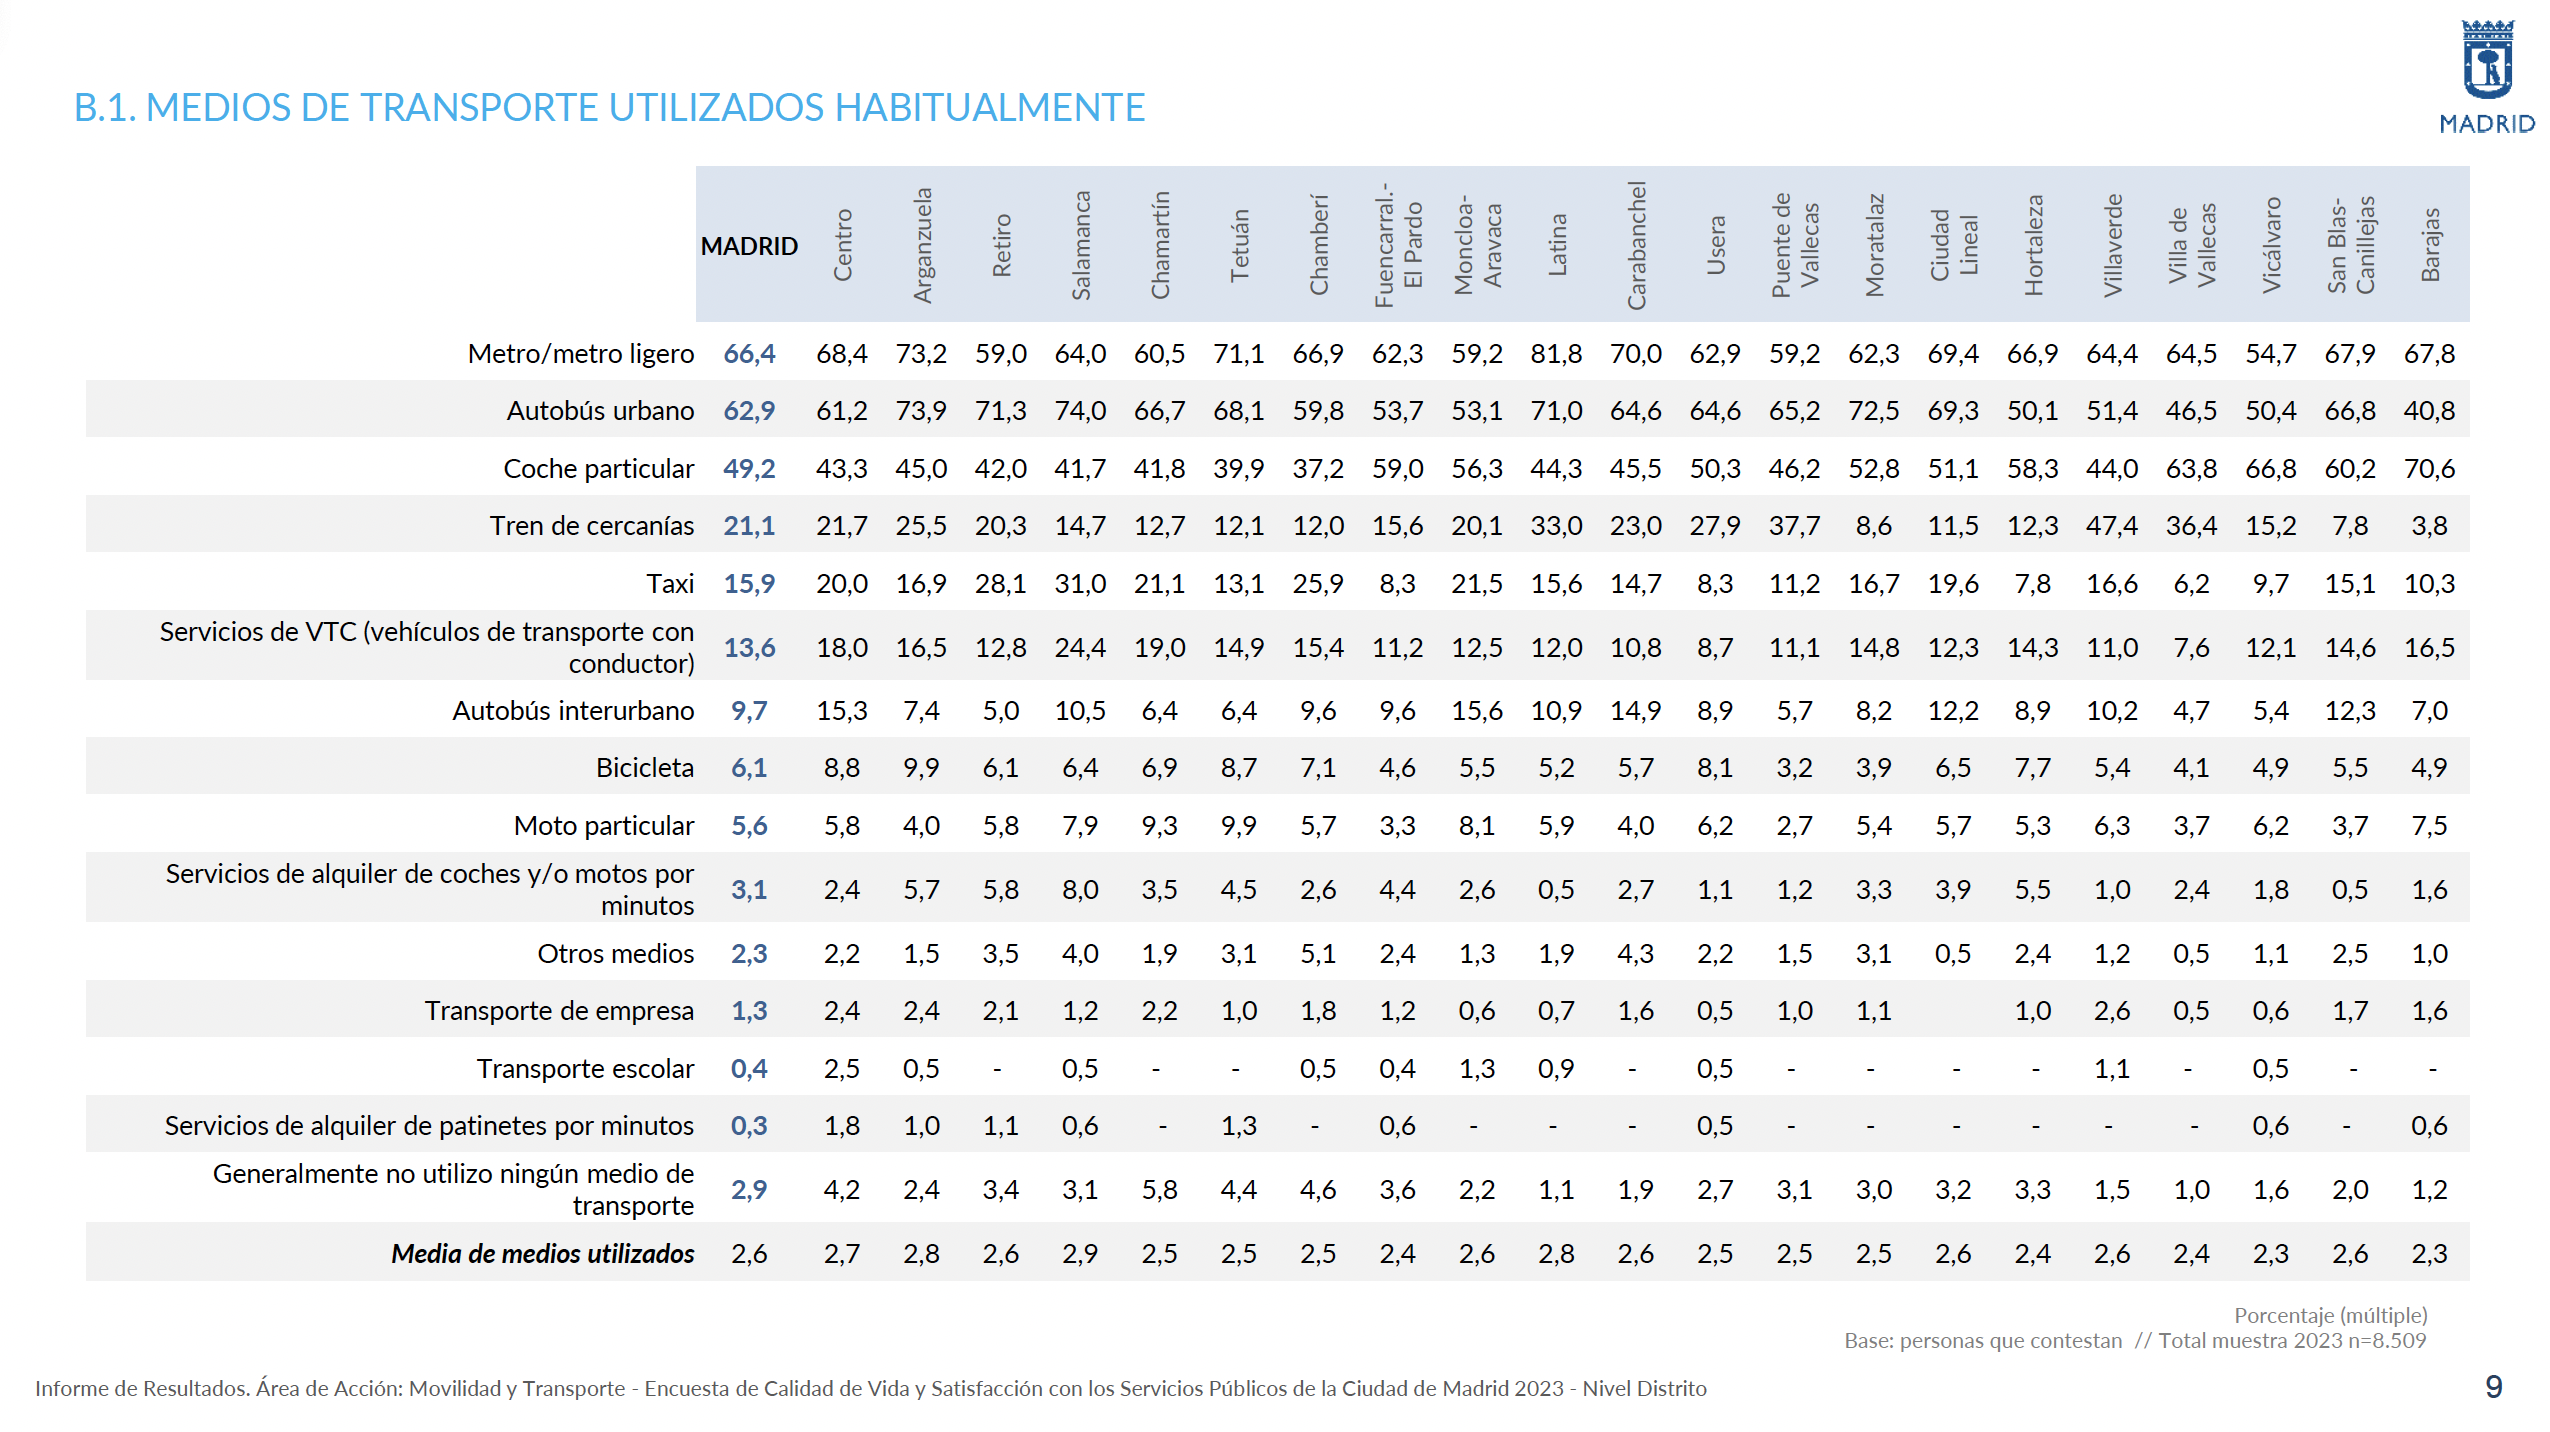 MADRID
B.1. MEDIOS DE TRANSPORTE UTILIZADOS HABITUALMENTE
MADRID Centro Arganzuela Retiro Salamanca Chamartín Tetuán Chamberí Fuencarral.- El Pardo Moncloa- Aravaca Latina Carabanchel Usera Puente de Vallecas Moratalaz Ciudad Lineal Hortaleza Villaverde Villa de Vallecas Vicálvaro San Blas- Canillejas Barajas
Metro/metro ligero 66,4 68,4 73,2 59,0 64,0 60,5 71,1 66,9 62,3 59,2 81,8 70,0 62,9 59,2 62,3 69,4 66,9 64,4 64,5 54,7 67,9 67,8
Autobús urbano 62,9 61,2 73,9 71,3 74,0 66,7 68,1 59,8 53,7 53,1 71,0 64,6 64,6 65,2 72,5 69,3 50,1 51,4 46,5 50,4 66,8 40,8
Coche particular 49,2 43,3 45,0 42,0 41,7 41,8 39,9 37,2 59,0 56,3 44,3 45,5 50,3 46,2 52,8 51,1 58,3 44,0 63,8 66,8 60,2 70,6
Tren de cercanías 21,1 21,7 25,5 20,3 14,7 12,7 12,1 12,0 15,6 20,1 33,0 23,0 27,9 37,7 8,6 11,5 12,3 47,4 36,4 15,2 7,8 3,8
Taxi 15,9 20,0 16,9 28,1 31,0 21,1 13,1 25,9 8,3 21,5 15,6 14,7 8,3 11,2 16,7 19,6 7,8 16,6 6,2 9,7 15,1 10,3
Servicios de VTC (vehículos de transporte con
conductor) 13,6 18,0 16,5 12,8 24,4 19,0 14,9 15,4 11,2 12,5 12,0 10,8 8,7 11,1 14,8 12,3 14,3 11,0 7,6 12,1 14,6 16,5
Autobús interurbano 9,7 15,3 7,4 5,0 10,5 6,4 6,4 9,6 9,6 15,6 10,9 14,9 8,9 5,7 8,2 12,2 8,9 10,2 4,7 5,4 12,3 7,0
Bicicleta 6,1 8,8 9,9 6,1 6,4 6,9 8,7 7,1 4,6 5,5 5,2 5,7 8,1 3,2 3,9 6,5 7,7 5,4 4,1 4,9 5,5 4,9
Moto particular 5,6 5,8 4,0 5,8 7,9 9,3 9,9 5,7 3,3 8,1 5,9 4,0 6,2 2,7 5,4 5,7 5,3 6,3 3,7 6,2 3,7 7,5
Servicios de alquiler de coches y/o motos por
minutos 3,1 2,4 5,7 5,8 8,0 3,5 4,5 2,6 4,4 2,6 0,5 2,7 1,1 1,2 3,3 3,9 5,5 1,0 2,4 1,8 0,5 1,6
Otros medios 2,3 2,2 1,5 3,5 4,0 1,9 3,1 5,1 2,4 1,3 1,9 4,3 2,2 1,5 3,1 0,5 2,4 1,2 0,5 1,1 2,5 1,0
Transporte de empresa 1,3 2,4 2,4 2,1 1,2 2,2 1,0 1,8 1,2 0,6 0,7 1,6 0,5 1,0 1,1 1,0 2,6 0,5 0,6 1,7 1,6
Transporte escolar 0,4 2,5 0,5 - 0,5 - - 0,5 0,4 1,3 0,9 - 0,5 - - - - 1,1 - 0,5 - -
Servicios de alquiler de patinetes por minutos 0,3 1,8 1,0 1,1 0,6 - 1,3 - 0,6 - - - 0,5 - - - - - - 0,6 - 0,6
Generalmente no utilizo ningún medio de
transporte 2,9 4,2 2,4 3,4 3,1 5,8 4,4 4,6 3,6 2,2 1,1 1,9 2,7 3,1 3,0 3,2 3,3 1,5 1,0 1,6 2,0 1,2
Media de medios utilizados 2,6 2,7 2,8 2,6 2,9 2,5 2,5 2,5 2,4 2,6 2,8 2,6 2,5 2,5 2,5 2,6 2,4 2,6 2,4 2,3 2,6 2,3
Porcentaje (múltiple)
Base: personas que contestan // Total muestra 2023 n=8.509
Informe de Resultados. Área de Acción: Movilidad y Transporte - Encuesta de Calidad de Vida y Satisfacción con los Servicios Públicos de la Ciudad de Madrid 2023 - Nivel Distrito
9